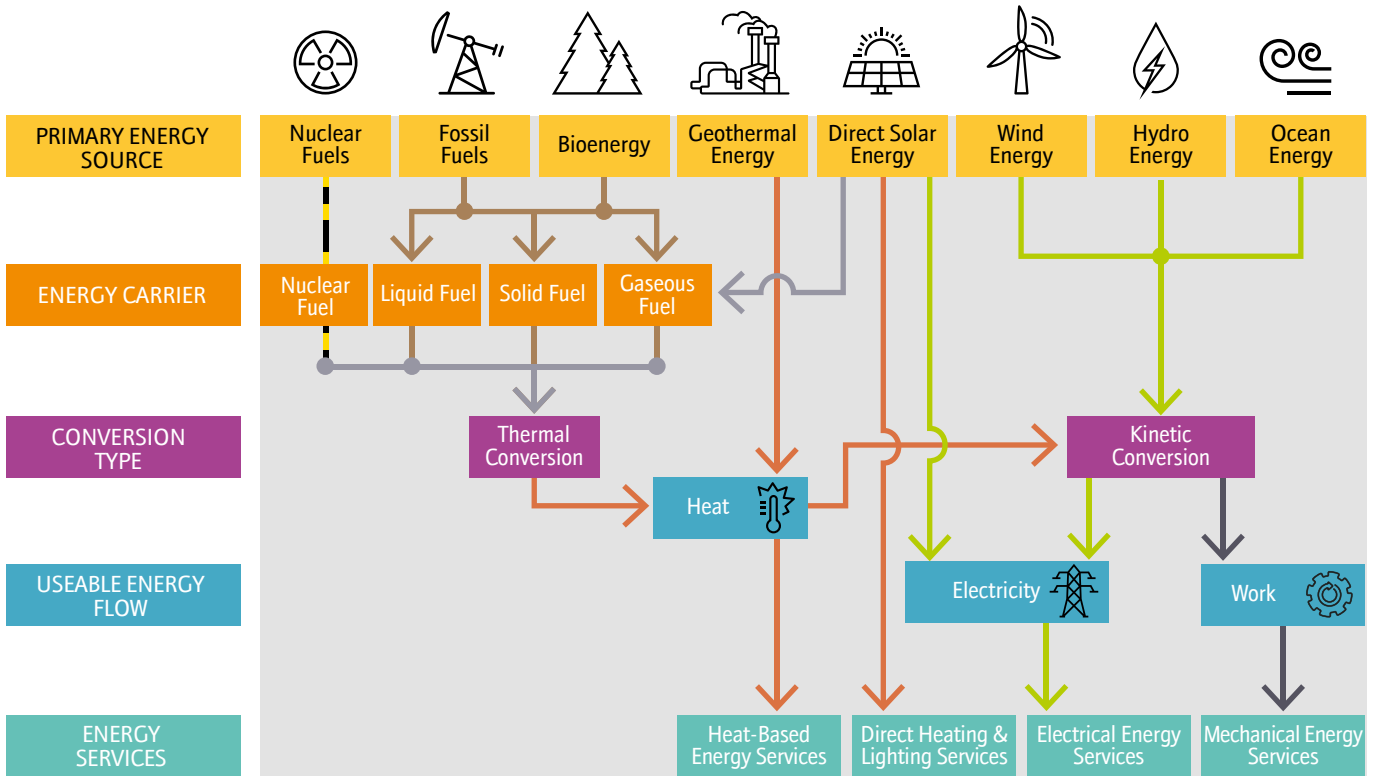 PRIMARY ENERGY
SOURCE
Nuclear
Fuels
Fossil
Fuels
Bioenergy
Geothermal
Energy
Direct Solar
Energy
Wind
Energy
Hydro
Energy
Ocean
Energy
ENERGY CARRIER
Nuclear
Fuel
Liquid Fuel
Solid Fuel
Gaseous
Fuel
CONVERSION
TYPE
Thermal
Conversion
Kinetic
Conversion
Heat
USEABLE ENERGY
FLOW
Electricity
Work
ENERGY
SERVICES
Heat-Based
Energy Services
Direct Heating &
Lighting Services
Electrical Energy
Services
Mechanical Energy
Services